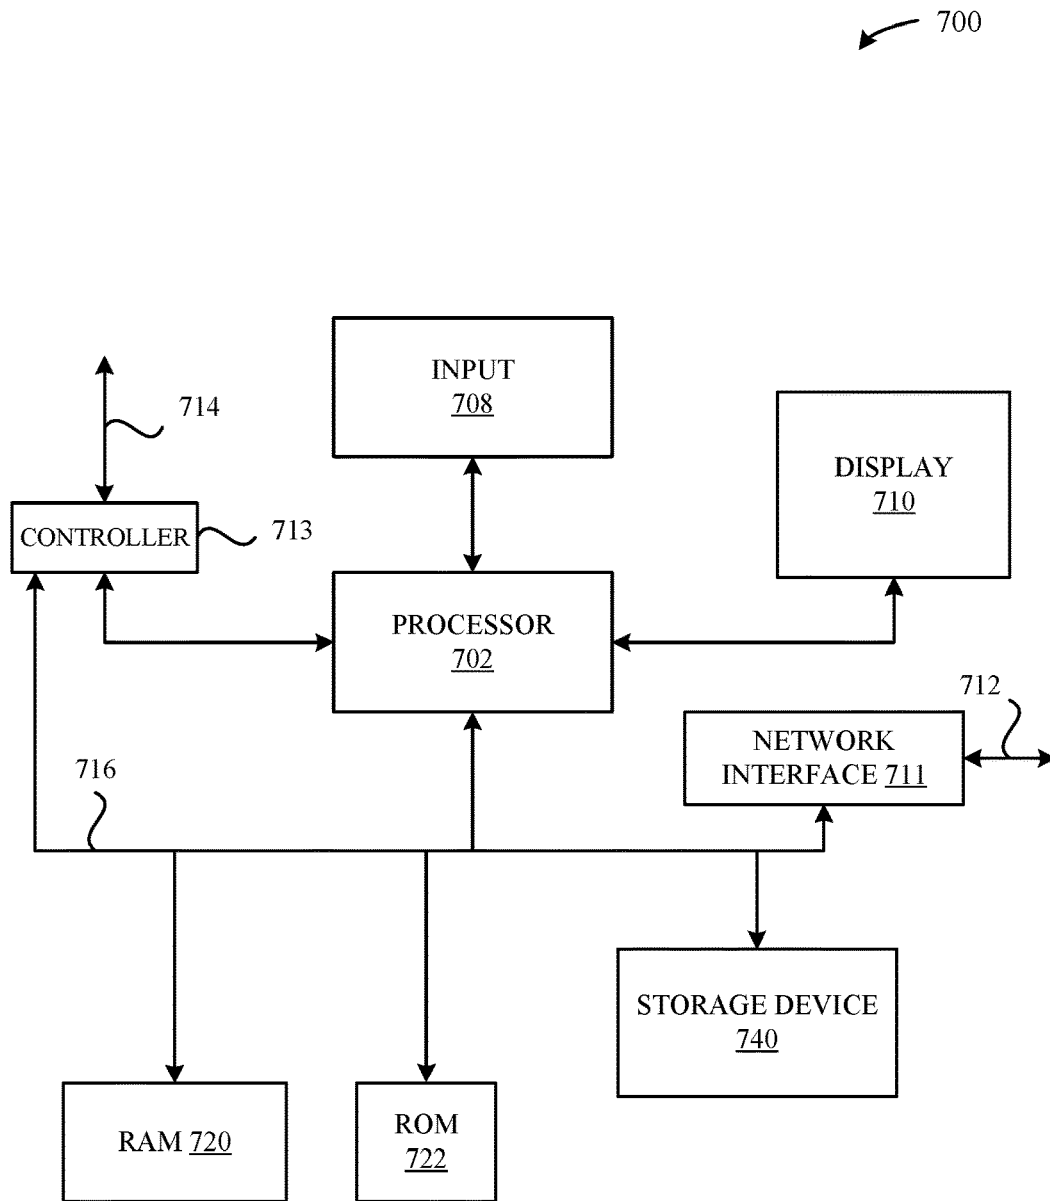 700
INPUT
708
714
DISPLAY
710
CONTROLLER
713
PROCESSOR
702
712
NETWORK
INTERFACE 711
716
STORAGE DEVICE
740
RAM 720
ROM
722